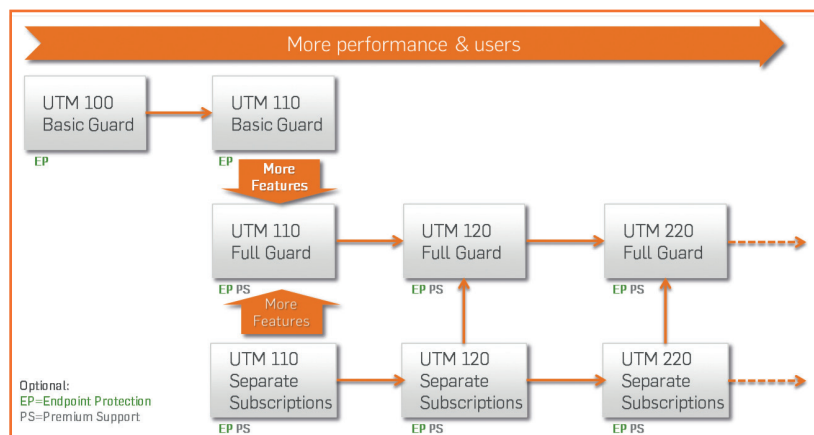 More performance & users
UTM 100
Basic Guard
EP
UTM 110
Basic Guard
EP
More
Features
UTM 110
Full Guard
EP PS
UTM 120
Full Guard
EP PS
UTM 220
Full Guard
EP PS
More
Features
UTM 110
Separate
Subscriptions
EP PS
UTM 120
Separate
Subscriptions
EP PS
UTM 220
Separate
Subscriptions
EP PS
Optional:
EP=Endpoint Protection
PS=Premium Support